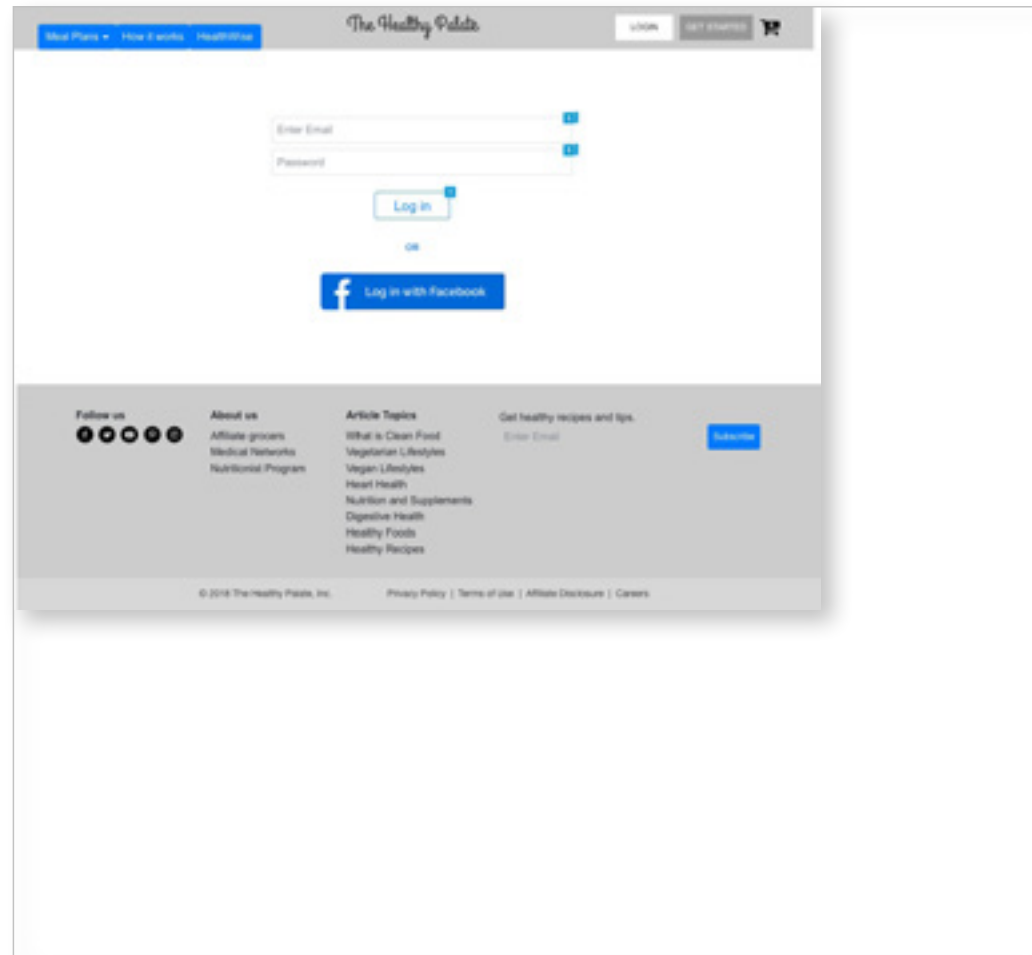 Meal Plans How it works HealthWise
The Healthy Palate
LOGIN
GET STARTED
Enter Email
Password
Log in
OR
Log in with Facebook
Follow us
About us
Affiliate grocers
Medical Networks
Nutritionist Program
Article Topics
What is Clean Food
Vegetarian Lifestyles
Vegan Lifestyles
Heart Health
Nutrition and Supplements
Digestive Health
Healthy Foods
Healthy Recipes
Get healthy recipes and tips.
Enter Email
Subscribe
© 2018 The Healthy Palate, Inc.
Privacy Policy | Terms of Use | Affiliate Disclosure | Careers